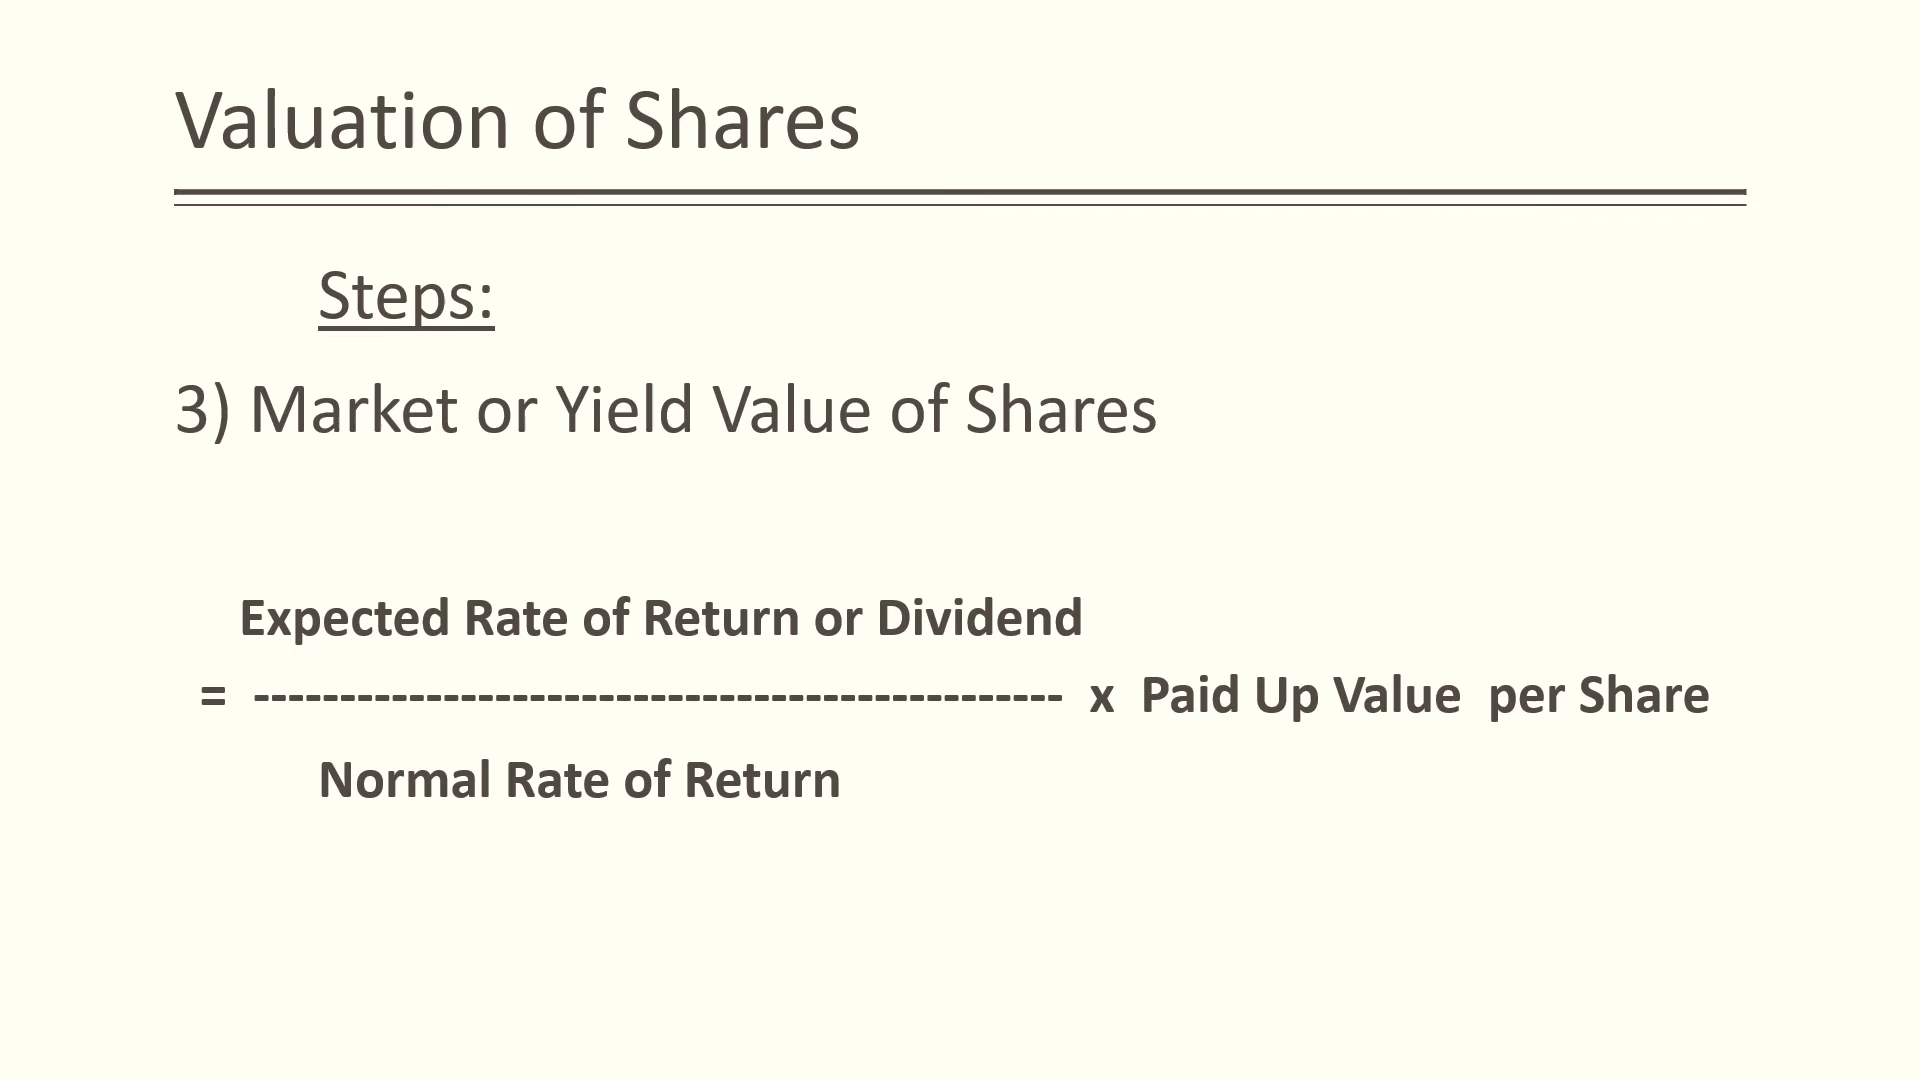 Valuation of Shares
Steps:
3) Market or Yield Value of Shares
Expected Rate of Return or Dividend
= ----------------------------------------------- x Paid Up Value per Share
Normal Rate of Return